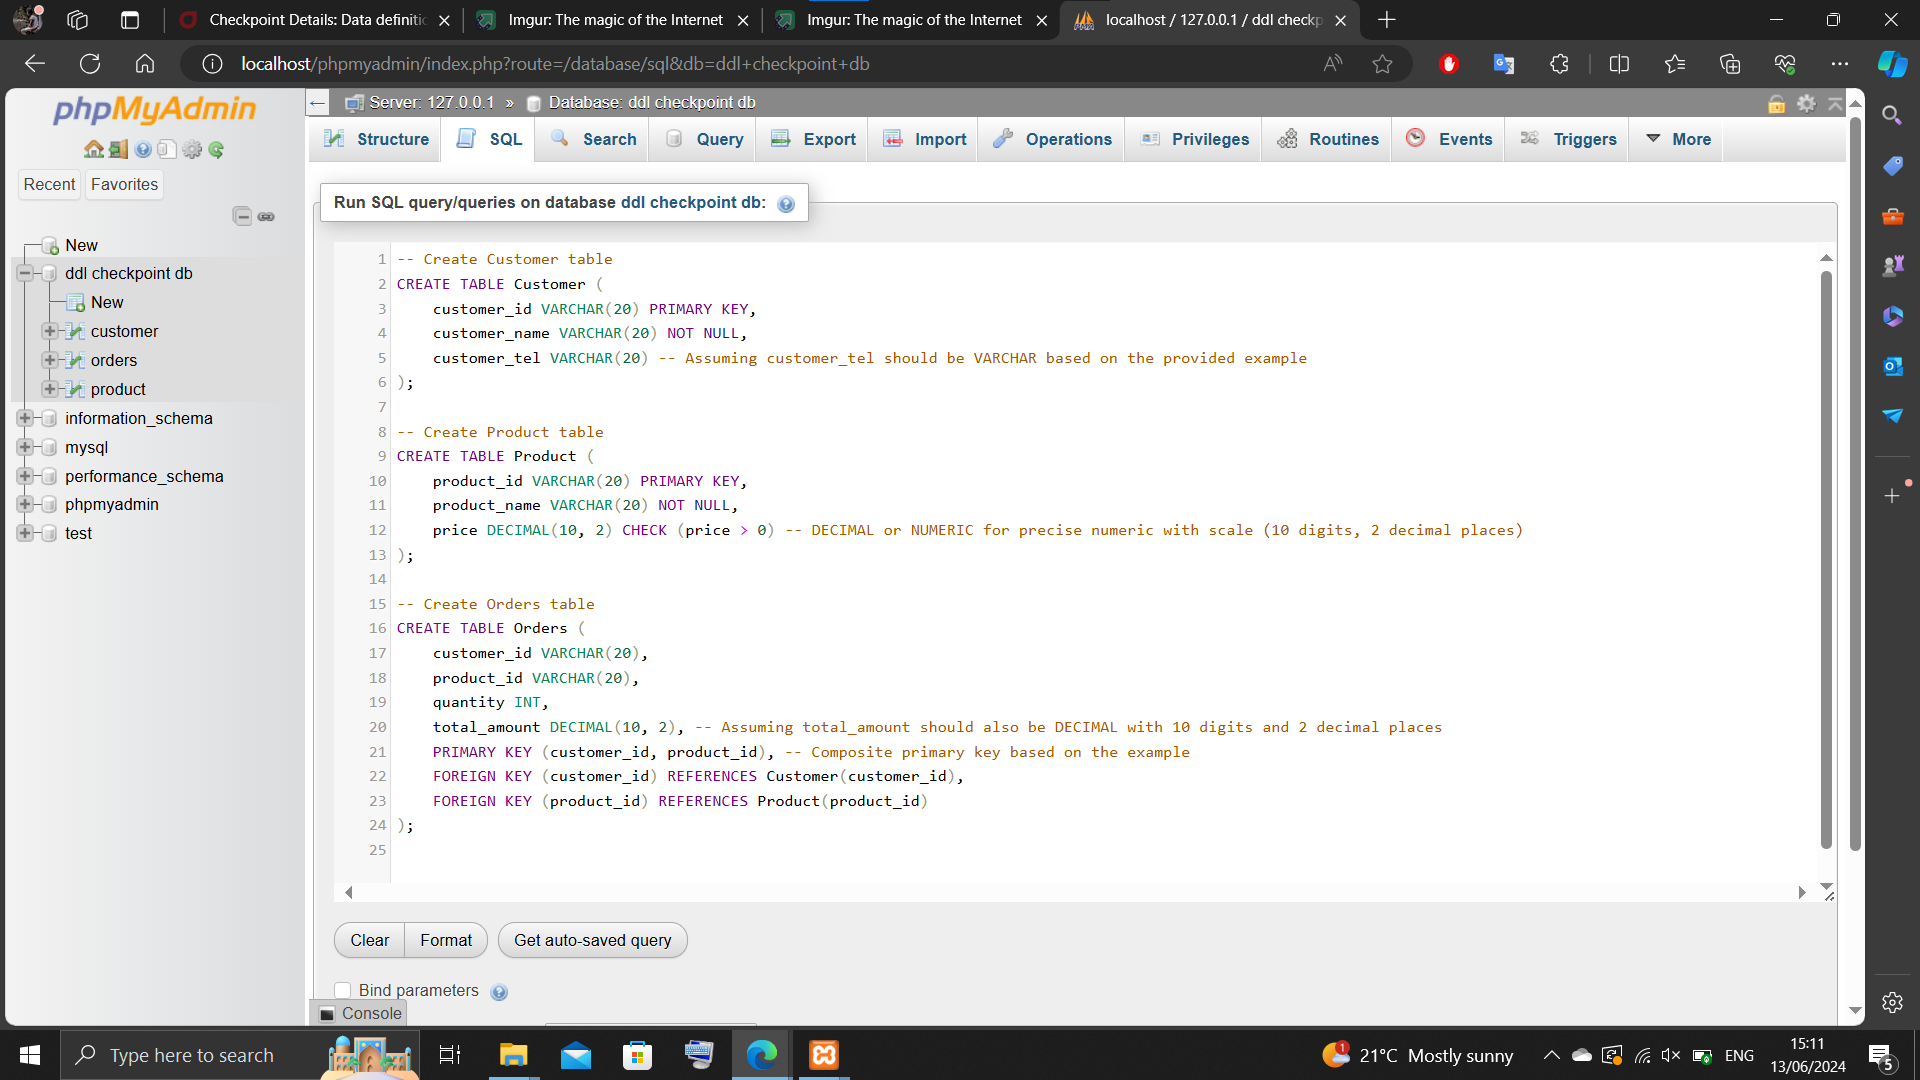 Checkpoint Details: Data definitic
Imgur: The magic of the Internet
Imgur: The magic of the Internet
localhost / 127.0.0.1 / ddl checkp
localhost/phpmyadmin/index.php?route=/database/sql&db=ddl+checkpoint+db
phpMyAdmin
Recent
Favorites
New
ddl checkpoint db
New
customer
orders
product
information_schema
mysql
performance_schema
phpmyadmin
test
Server: 127.0.0.1 » Database: ddl checkpoint db
Structure
SQL
Search
Query
Export
Import
Operations
Privileges
Routines
Events
Triggers
More
Run SQL query/queries on database ddl checkpoint db:
1 -- Create Customer table
2 CREATE TABLE Customer (
3     customer_id VARCHAR(20) PRIMARY KEY,
4     customer_name VARCHAR(20) NOT NULL,
5     customer_tel VARCHAR(20) -- Assuming customer_tel should be VARCHAR based on the provided example
6 );
7
8 -- Create Product table
9 CREATE TABLE Product (
10     product_id VARCHAR(20) PRIMARY KEY,
11     product_name VARCHAR(20) NOT NULL,
12     price DECIMAL(10, 2) CHECK (price > 0) -- DECIMAL or NUMERIC for precise numeric with scale (10 digits, 2 decimal places)
13 );
14
15 -- Create Orders table
16 CREATE TABLE Orders (
17     customer_id VARCHAR(20),
18     product_id VARCHAR(20),
19     quantity INT,
20     total_amount DECIMAL(10, 2), -- Assuming total_amount should also be DECIMAL with 10 digits and 2 decimal places
21     PRIMARY KEY (customer_id, product_id), -- Composite primary key based on the example
22     FOREIGN KEY (customer_id) REFERENCES Customer(customer_id),
23     FOREIGN KEY (product_id) REFERENCES Product(product_id)
24 );
25
Clear
Format
Get auto-saved query
Bind parameters
Console
Type here to search
1
21°C Mostly sunny
ENG
15:11
13/06/2024
5